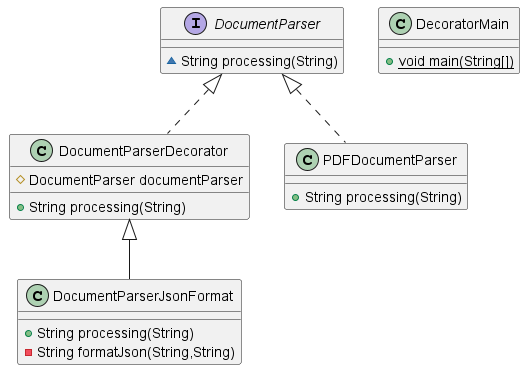 I DocumentParser
String processing(String)
C DecoratorMain
void main(String[])
C DocumentParserDecorator
DocumentParser documentParser
String processing(String)
C PDFDocumentParser
String processing(String)
C DocumentParserJsonFormat
String processing(String)
String formatJson(String,String)